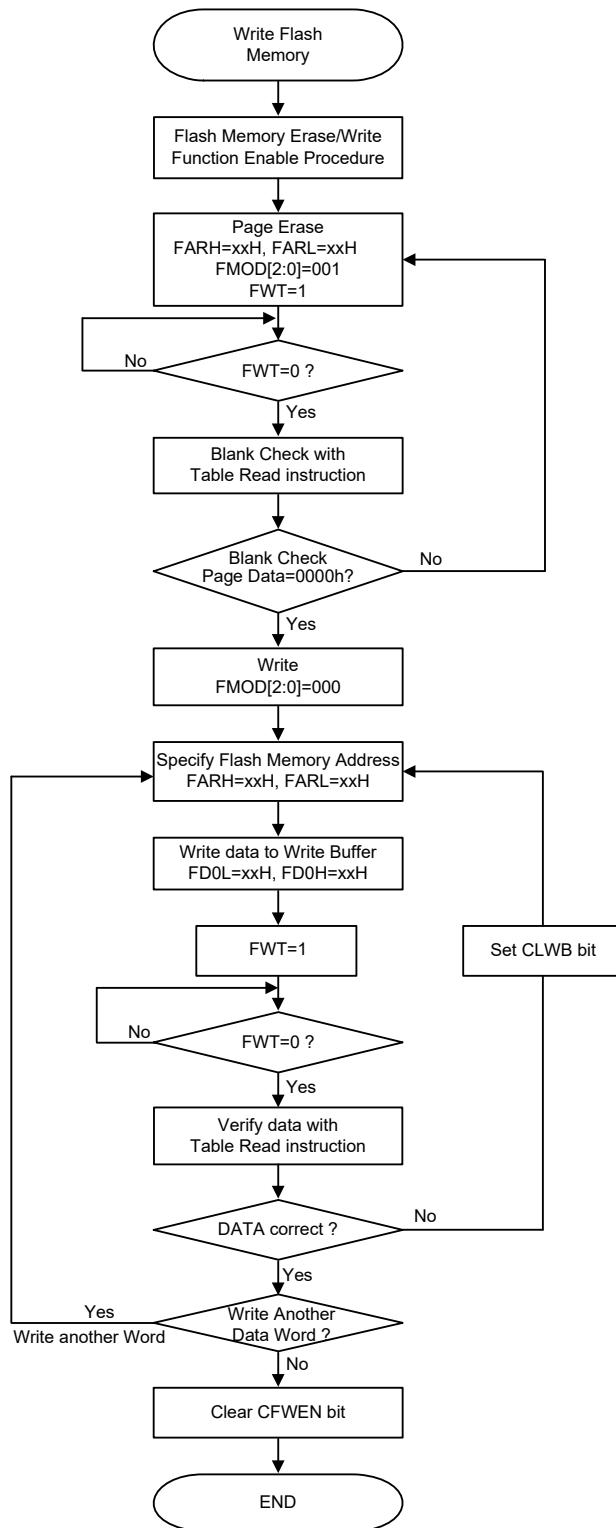 Write Flash
Memory
Flash Memory Erase/Write
Function Enable Procedure
Page Erase
FARH=xxH, FARL=xxH
FMOD[2:0]=001
FWT=1
No
FWT=0 ?
Yes
Blank Check with
Table Read instruction
Blank Check
Page Data=0000h?
No
Yes
Write
FMOD[2:0]=000
Specify Flash Memory Address
FARH=xxH, FARL=xxH
Write data to Write Buffer
FD0L=xxH, FD0H=xxH
FWT=1
Set CLWB bit
No
FWT=0 ?
Yes
Verify data with
Table Read instruction
DATA correct ?
No
Yes
Yes
Write another Word
Write Another
Data Word ?
No
Clear CFWEN bit
END